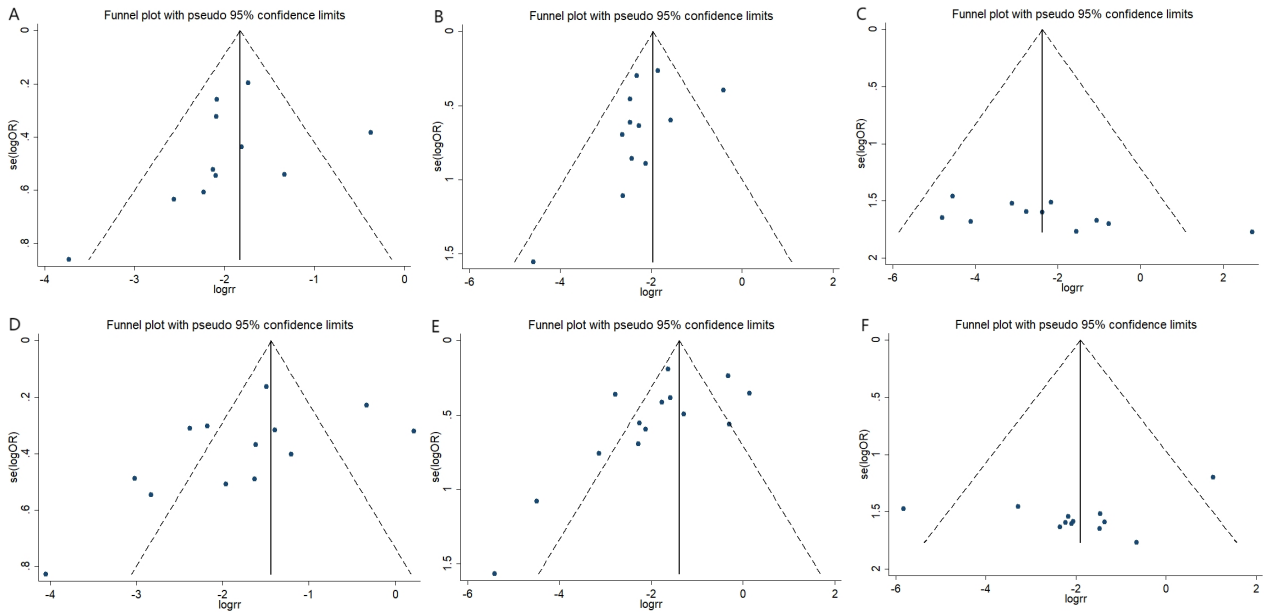 A
Funnel plot with pseudo 95% confidence limits
se(logOR)
0
.2
.4
.6
.8
-4 -3 -2 -1 0
logrr
B
Funnel plot with pseudo 95% confidence limits
se(logOR)
0
.5
1
1.5
-6 -4 -2 0 2
logrr
C
Funnel plot with pseudo 95% confidence limits
se(logOR)
0
.5
1
1.5
2
-6 -4 -2 0 2
logrr
D
Funnel plot with pseudo 95% confidence limits
se(logOR)
0
.2
.4
.6
.8
-4 -3 -2 -1 0
logrr
E
Funnel plot with pseudo 95% confidence limits
se(logOR)
0
.5
1
1.5
-6 -4 -2 0 2
logrr
F
Funnel plot with pseudo 95% confidence limits
se(logOR)
0
.5
1
1.5
2
-6 -4 -2 0 2
logrr